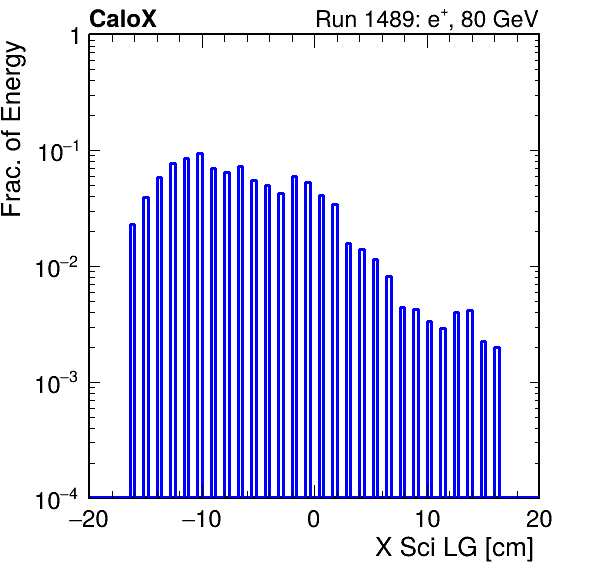 CaloX Run 1489: e⁺, 80 GeV
Frac. of Energy
1
10⁻¹
10⁻²
10⁻³
10⁻⁴
−20 −10 0 10 20
X Sci LG [cm]